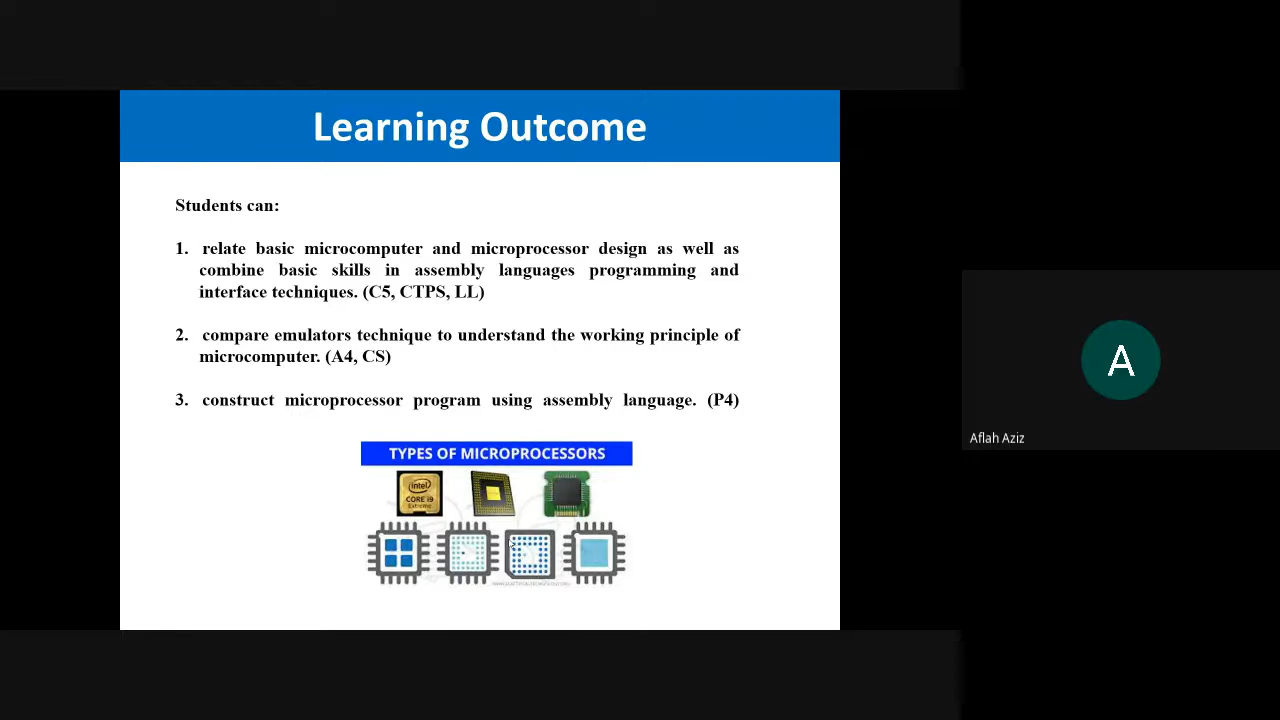 Learning Outcome
Students can:
1. relate basic microcomputer and microprocessor design as well as
combine basic skills in assembly languages programming and
interface techniques. (C5, CTPS, LL)
2. compare emulators technique to understand the working principle of
microcomputer. (A4, CS)
3. construct microprocessor program using assembly language. (P4)
TYPES OF MICROPROCESSORS
intel
CORE i9
Extreme
A
Aflah Aziz